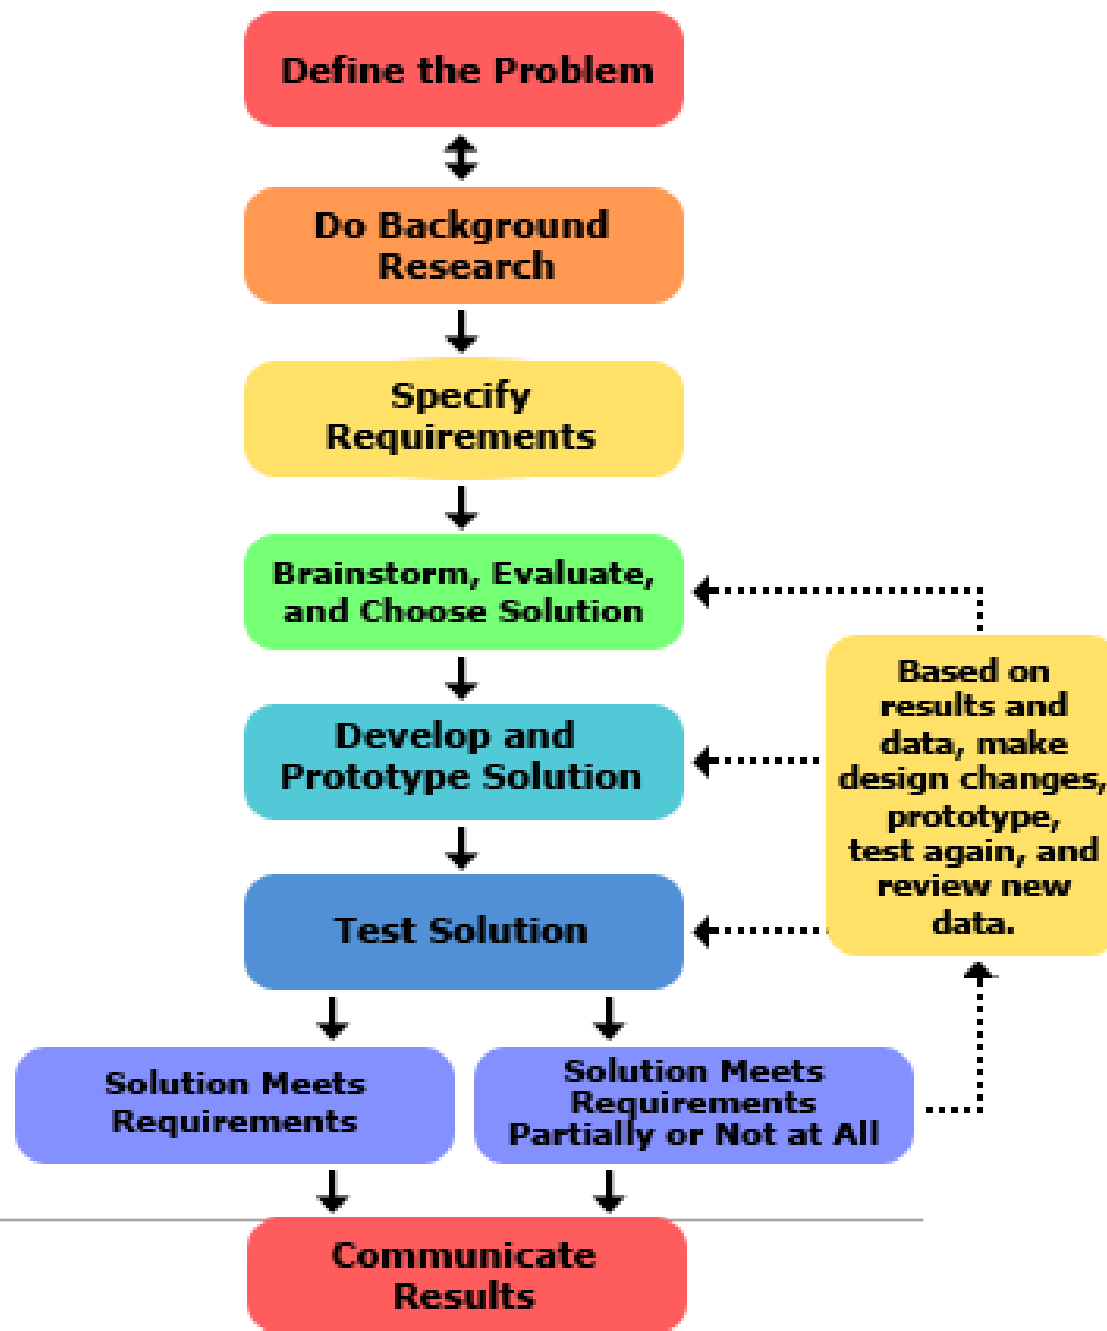 Define the Problem
Do Background
Research
Specify
Requirements
Brainstorm, Evaluate,
and Choose Solution
Develop and
Prototype Solution
Test Solution
Based on
results and
data, make
design changes,
prototype,
test again, and
review new
data.
Solution Meets
Requirements
Solution Meets
Requirements
Partially or Not at All
Communicate
Results